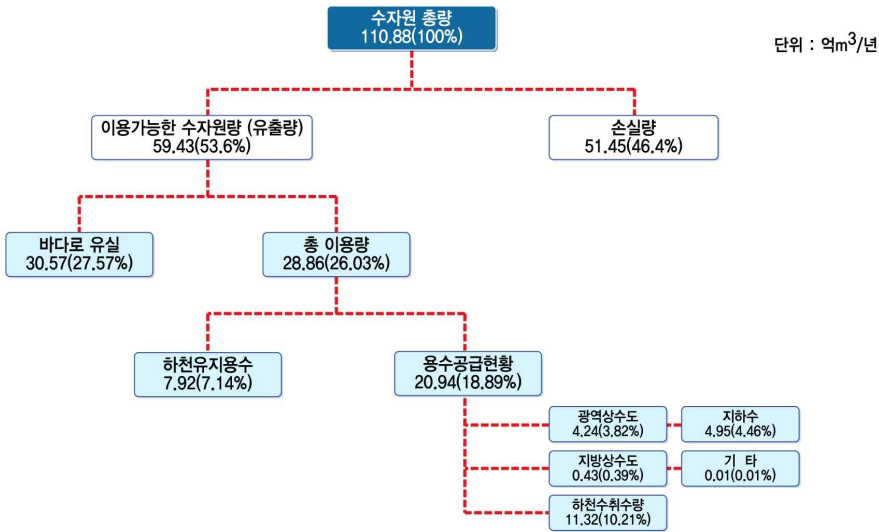 수자원 총량
110.88(100%)
단위 : 억m³/년
이용가능한 수자원량 (유출량)
59.43(53.6%)
손실량
51.45(46.4%)
바다로 유실
30.57(27.57%)
총 이용량
28.86(26.03%)
하천유지용수
7.92(7.14%)
용수공급현황
20.94(18.89%)
광역상수도
4.24(3.82%)
지하수
4.95(4.46%)
지방상수도
0.43(0.39%)
기 타
0.01(0.01%)
하천수취수량
11.32(10.21%)